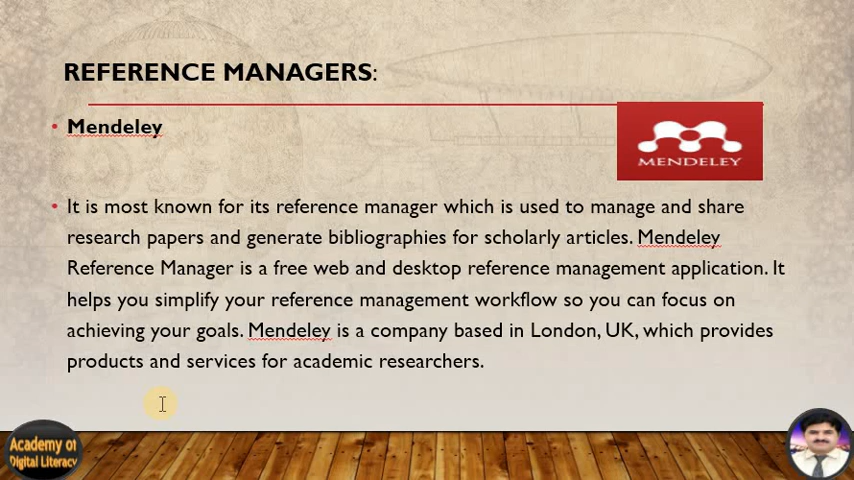 REFERENCE MANAGERS:
• Mendeley
MENDELEY
• It is most known for its reference manager which is used to manage and share
research papers and generate bibliographies for scholarly articles. Mendeley
Reference Manager is a free web and desktop reference management application. It
helps you simplify your reference management workflow so you can focus on
achieving your goals. Mendeley is a company based in London, UK, which provides
products and services for academic researchers.
Academy of
Digital Literacy